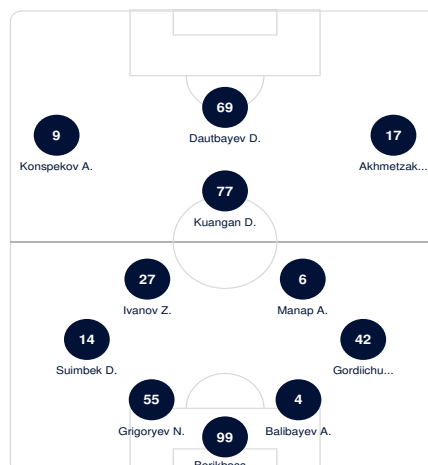 69
Dautbayev D.
9
Konspekov A.
17
Akhmetzak...
77
Kuangan D.
27
Ivanov Z.
6
Manap A.
14
Suimbek D.
42
Gordiichu...
55
Grigoryev N.
4
Balibayev A.
99